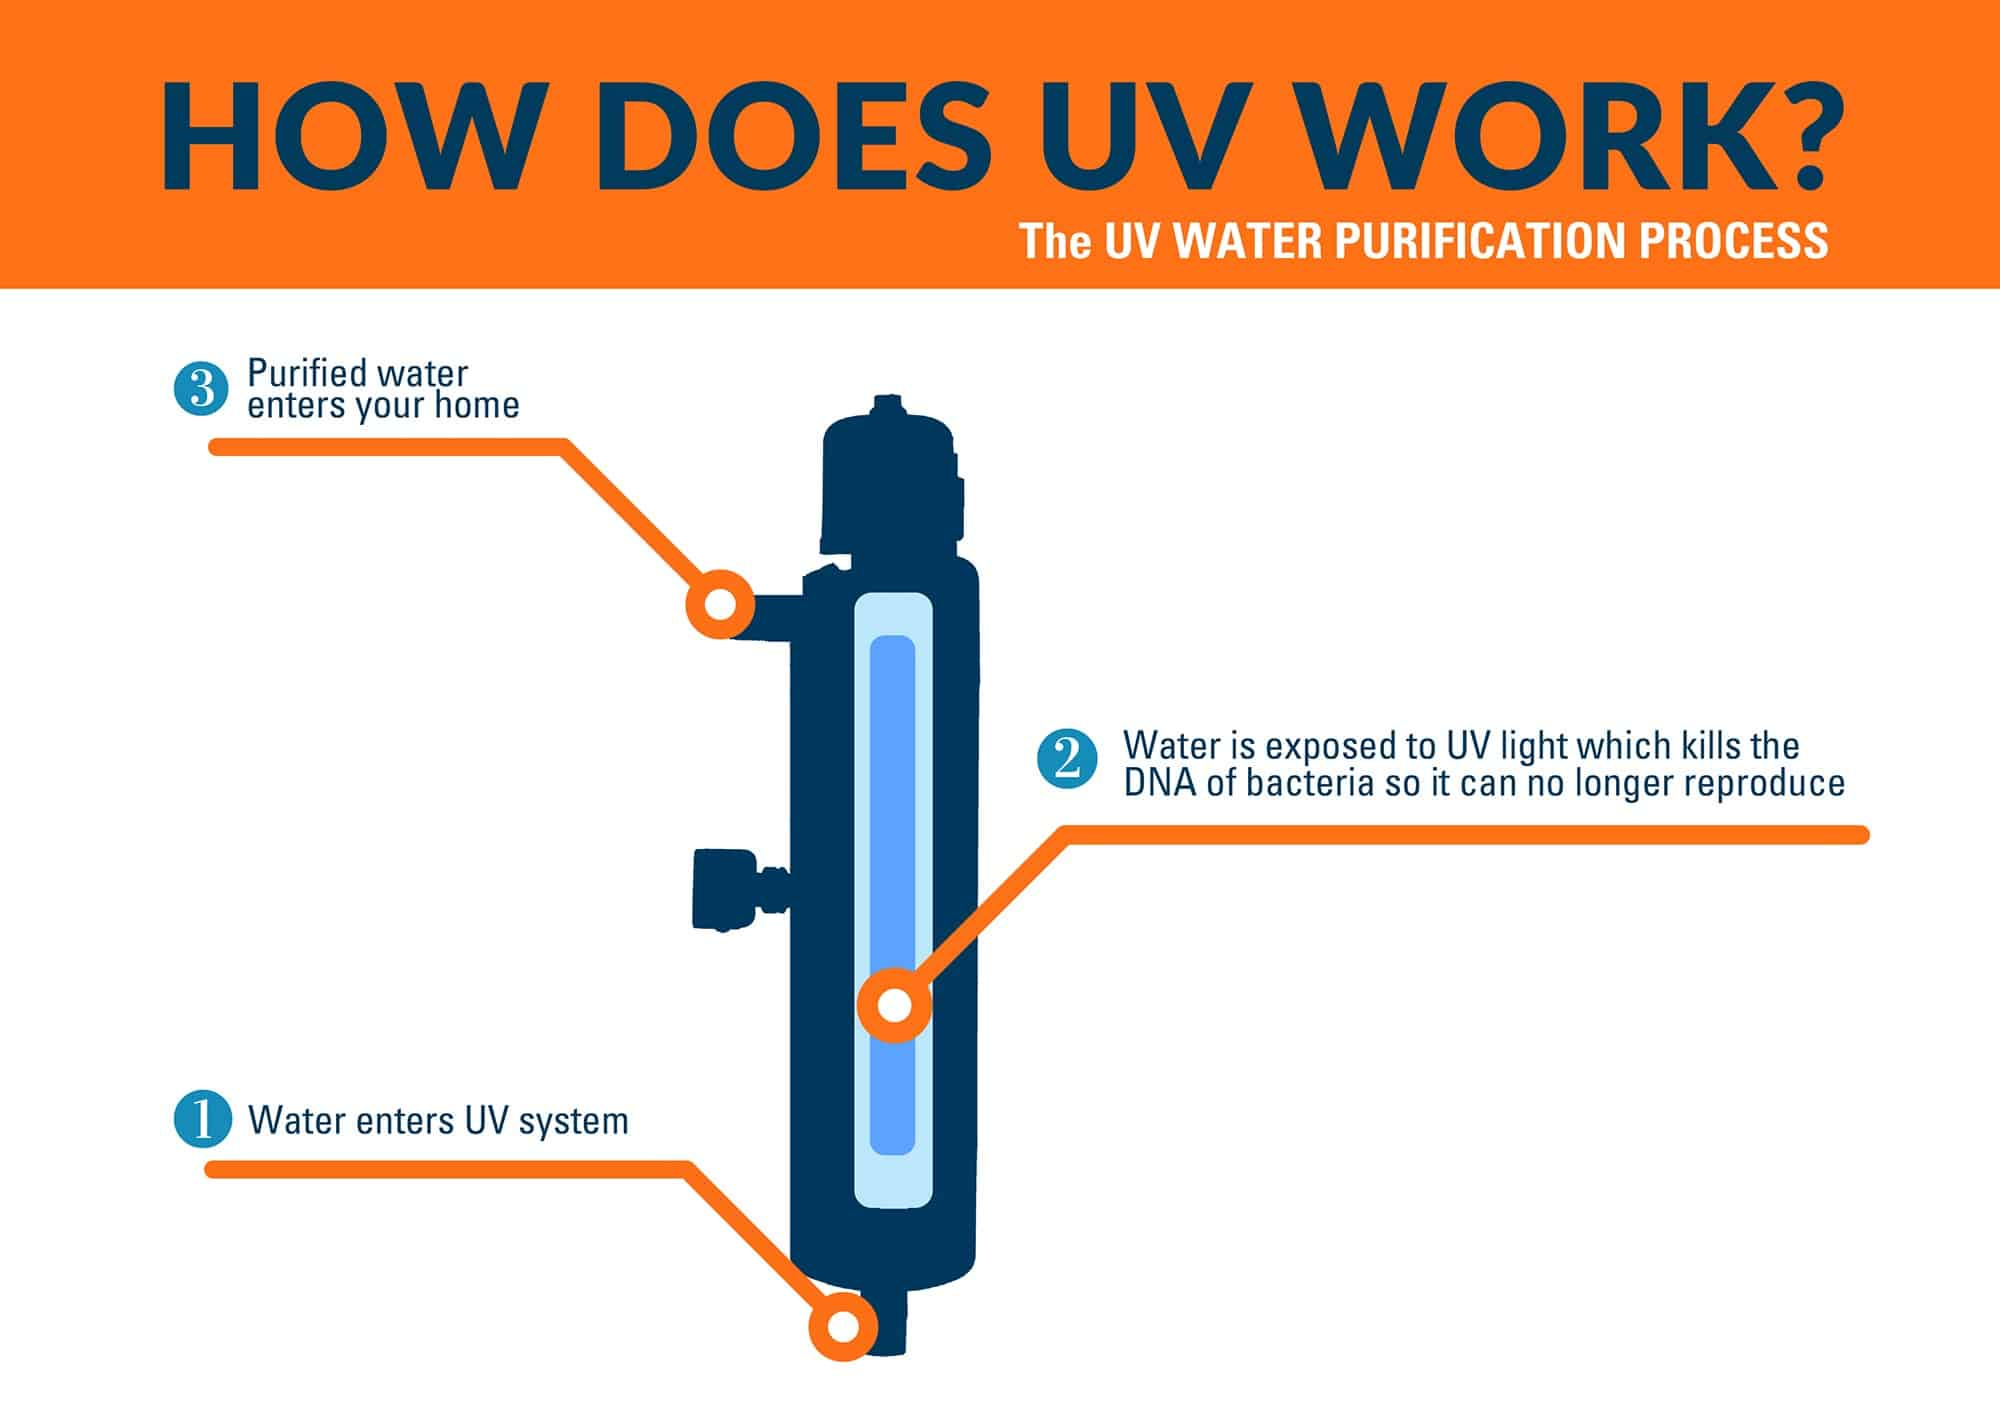 HOW DOES UV WORK?
The UV WATER PURIFICATION PROCESS
3 Purified water
enters your home
2 Water is exposed to UV light which kills the
DNA of bacteria so it can no longer reproduce
1 Water enters UV system